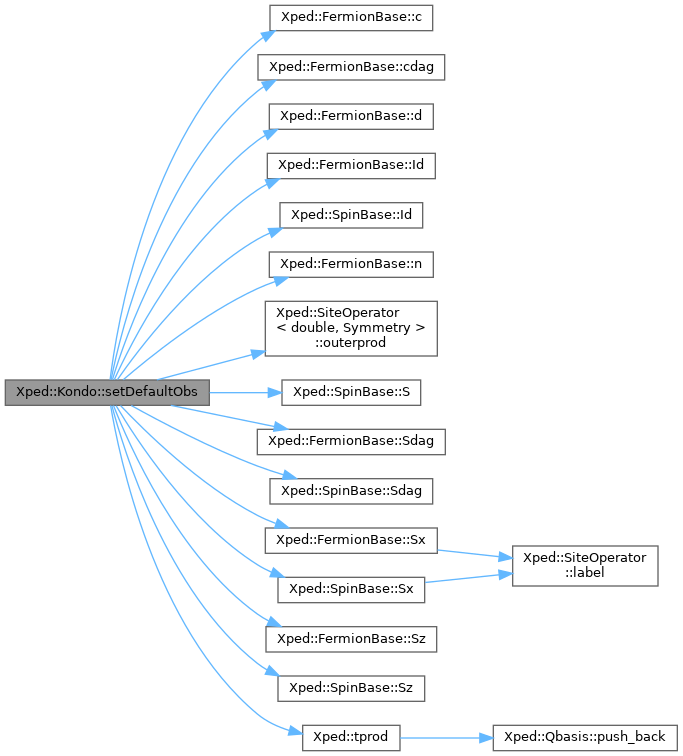 Xped::FermionBase::c
Xped::FermionBase::cdag
Xped::FermionBase::d
Xped::FermionBase::Id
Xped::SpinBase::Id
Xped::FermionBase::n
Xped::SiteOperator
< double, Symmetry >
::outerprod
Xped::Kondo::setDefaultObs
Xped::SpinBase::S
Xped::FermionBase::Sdag
Xped::SpinBase::Sdag
Xped::FermionBase::Sx
Xped::SiteOperator
::label
Xped::SpinBase::Sx
Xped::FermionBase::Sz
Xped::SpinBase::Sz
Xped::tprod
Xped::Qbasis::push_back